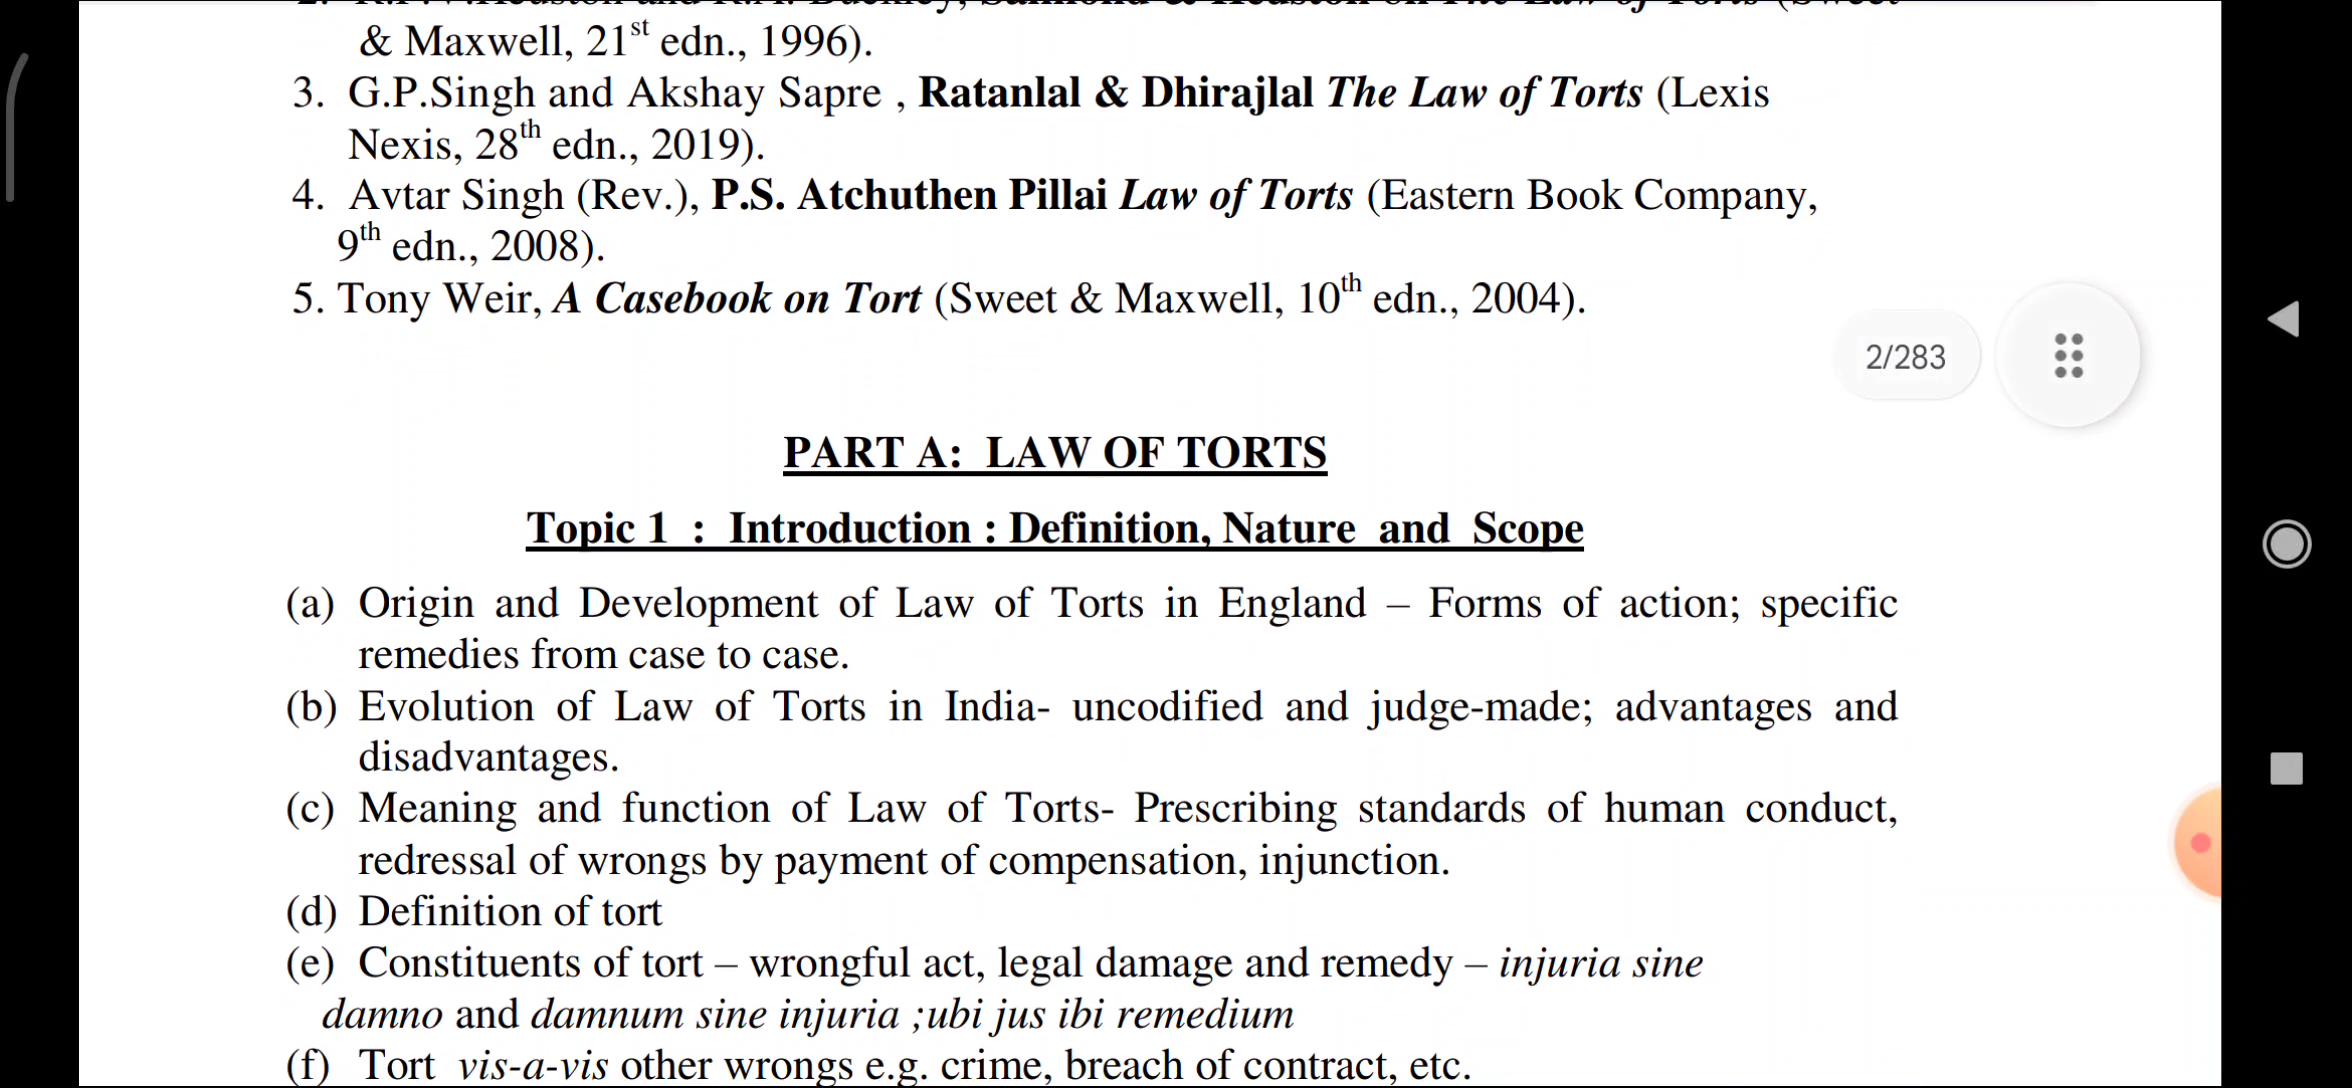 & Maxwell, 21st edn., 1996).
3. G.P.Singh and Akshay Sapre , Ratanlal & Dhirajlal The Law of Torts (Lexis
Nexis, 28th edn., 2019).
4. Avtar Singh (Rev.), P.S. Atchuthen Pillai Law of Torts (Eastern Book Company,
9th edn., 2008).
5. Tony Weir, A Casebook on Tort (Sweet & Maxwell, 10th edn., 2004).
2/283
PART A: LAW OF TORTS
Topic 1 : Introduction : Definition, Nature and Scope
(a) Origin and Development of Law of Torts in England – Forms of action; specific
remedies from case to case.
(b) Evolution of Law of Torts in India- uncodified and judge-made; advantages and
disadvantages.
(c) Meaning and function of Law of Torts- Prescribing standards of human conduct,
redressal of wrongs by payment of compensation, injunction.
(d) Definition of tort
(e) Constituents of tort – wrongful act, legal damage and remedy – injuria sine
damno and damnum sine injuria ;ubi jus ibi remedium
(f) Tort vis-a-vis other wrongs e.g. crime, breach of contract, etc.